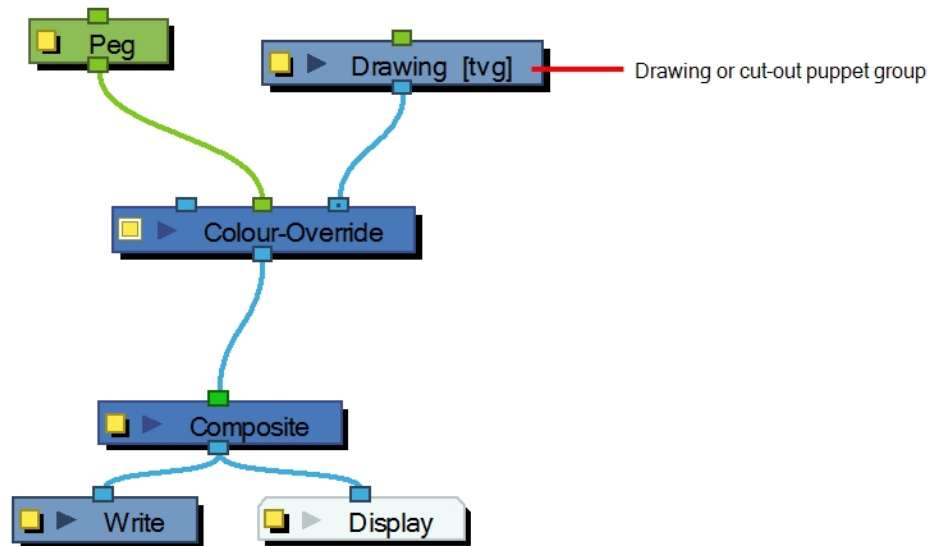 Peg
Drawing [tvg]
Drawing or cut-out puppet group
Colour-Override
Composite
Write
Display